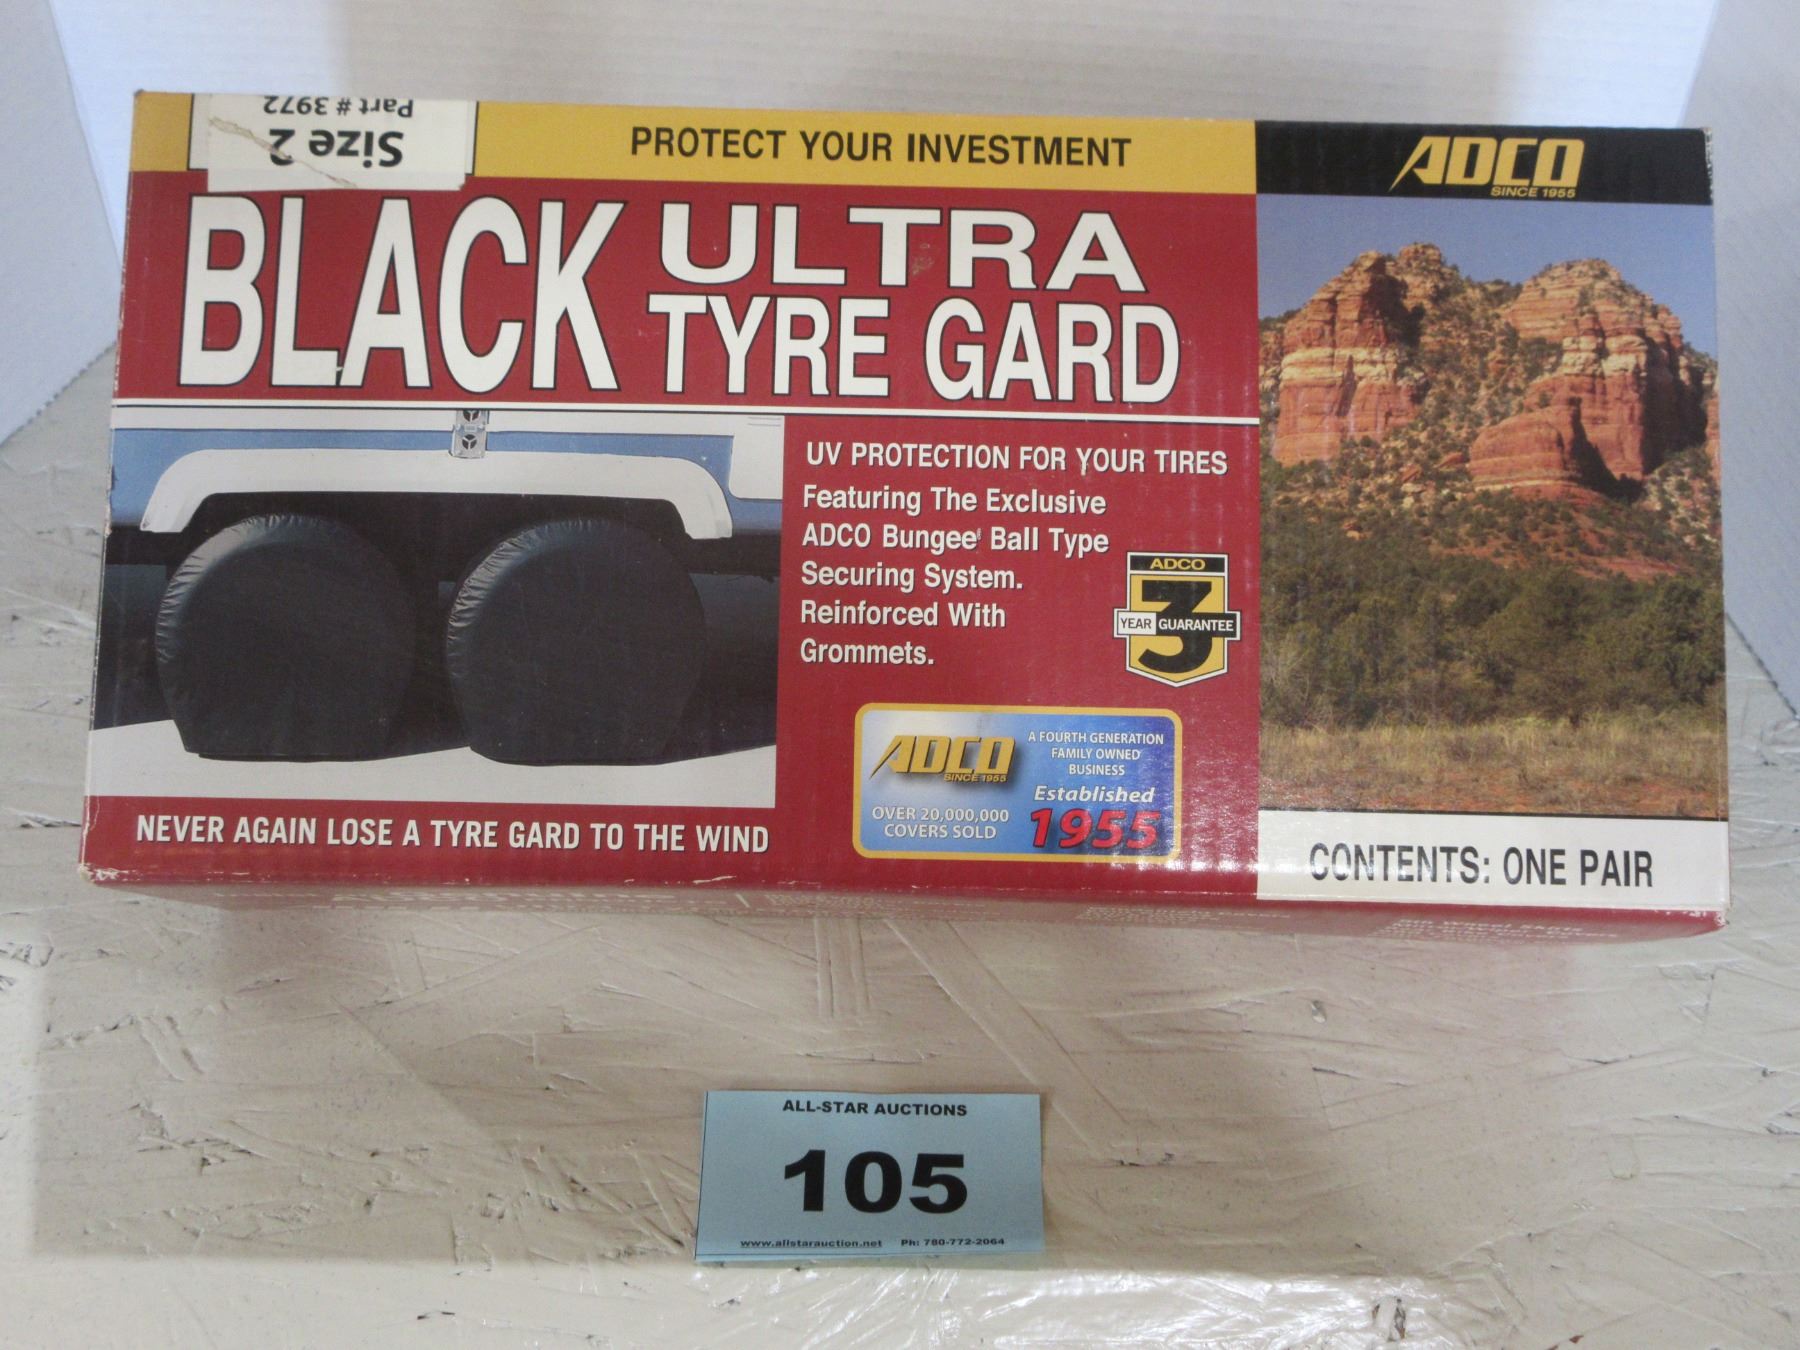 Size 2
Part # 3972
PROTECT YOUR INVESTMENT
ADCO
SINCE 1955
BLACK ULTRA
TYRE GARD
UV PROTECTION FOR YOUR TIRES
Featuring The Exclusive
ADCO Bungee Ball Type
Securing System.
Reinforced With
Grommets.
ADCO
3
YEAR GUARANTEE
ADCO
SINCE 1955
A FOURTH GENERATION
FAMILY OWNED
BUSINESS
OVER 20,000,000
COVERS SOLD
Established
1955
NEVER AGAIN LOSE A TYRE GARD TO THE WIND
CONTENTS: ONE PAIR
ALL-STAR AUCTIONS
105
www.allstarauction.net Ph: 780-772-2064